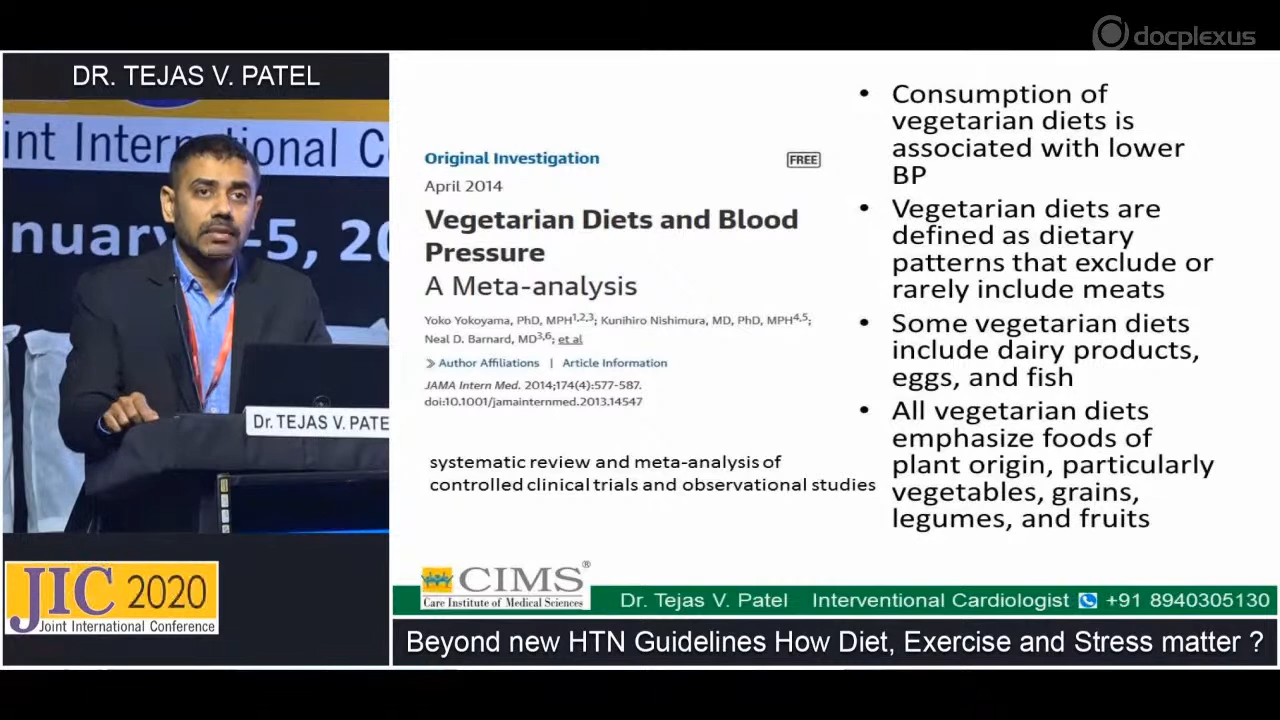 docplexus
DR. TEJAS V. PATEL
int International C
nuary
-5, 20
Dr. TEJAS V. PATE
JIC 2020
Joint International Conference
Original Investigation
FREE
April 2014
Vegetarian Diets and Blood
Pressure
A Meta-analysis
Yoko Yokoyama, PhD, MPH1,2,3; Kunihiro Nishimura, MD, PhD, MPH4,5;
Neal D. Barnard, MD3,6; et al
» Author Affiliations | Article Information
JAMA Intern Med. 2014;174(4):577-587.
doi:10.1001/jamainternmed.2013.14547
systematic review and meta-analysis of
controlled clinical trials and observational studies
• Consumption of
vegetarian diets is
associated with lower
BP
• Vegetarian diets are
defined as dietary
patterns that exclude or
rarely include meats
• Some vegetarian diets
include dairy products,
eggs, and fish
• All vegetarian diets
emphasize foods of
plant origin, particularly
vegetables, grains,
legumes, and fruits
CIMS®
Care Institute of Medical Sciences
Dr. Tejas V. Patel Interventional Cardiologist +91 8940305130
Beyond new HTN Guidelines How Diet, Exercise and Stress matter ?